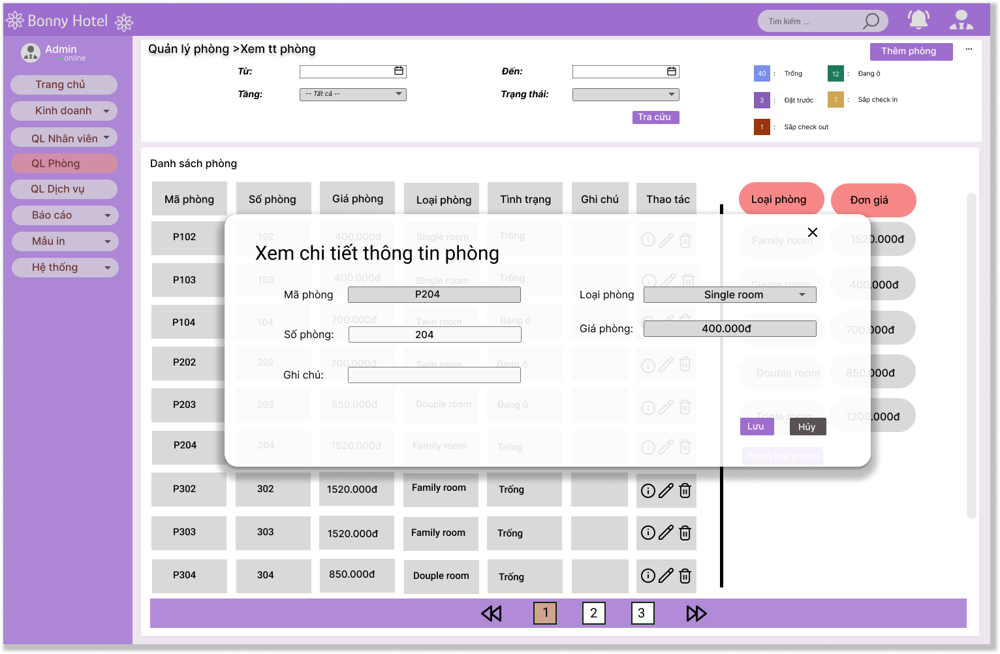 Bonny Hotel
Tìm kiếm ....
Admin
online
Trang chủ
Kinh doanh
QL Nhân viên
QL Phòng
QL Dịch vụ
Báo cáo
Mẫu in
Hệ thống
Quản lý phòng >Xem tt phòng
Thêm phòng
...
Từ:
Đến:
Tầng:
-- Tất cả --
Trạng thái:
Tra cứu
40 : Trống
12 : Đang ở
3 : Đặt trước
1 : Sắp check in
1 : Sắp check out
Danh sách phòng
Mã phòng Số phòng Giá phòng Loại phòng Tình trạng Ghi chú Thao tác
P102 102 400.000đ Single room Trống
P103 103 400.000đ Single room Trống
P104 104 700.000đ Twin room Đang ở
P202 202 700.000đ Twin room Đang ở
P203 203 850.000đ Douple room Đang ở
P204 204 1520.000đ Family room Trống
P302 302 1520.000đ Family room Trống
P303 303 1520.000đ Family room Trống
P304 304 850.000đ Douple room Trống
Loại phòng Đơn giá
Family room 1520.000đ
Single room 400.000đ
700.000đ
Double room 850.000đ
Triple room 1200.000đ
Thêm loại phòng
Xem chi tiết thông tin phòng
Mã phòng P204
Loại phòng Single room
Số phòng: 204
Giá phòng: 400.000đ
Ghi chú:
Lưu
Hủy
1 2 3